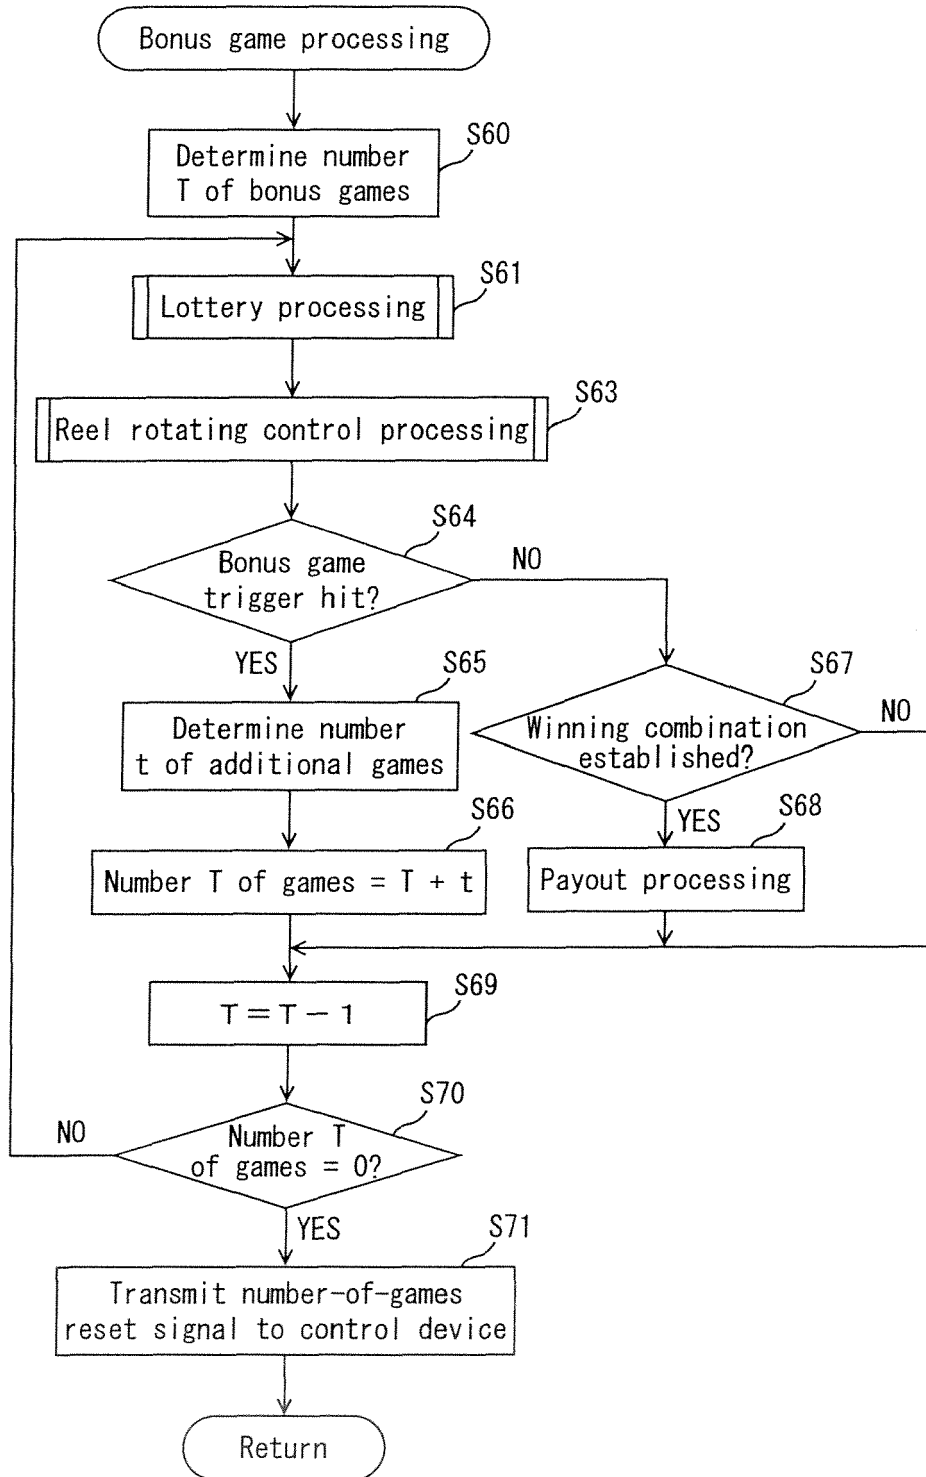 Bonus game processing
S60
Determine number
T of bonus games
S61
Lottery processing
S63
Reel rotating control processing
S64
Bonus game
trigger hit?
NO
YES
S65
Determine number
t of additional games
S67
Winning combination
established?
NO
YES
S66
Number T of games = T + t
S68
Payout processing
S69
T=T-1
S70
Number T
of games = 0?
NO
YES
S71
Transmit number-of-games
reset signal to control device
Return